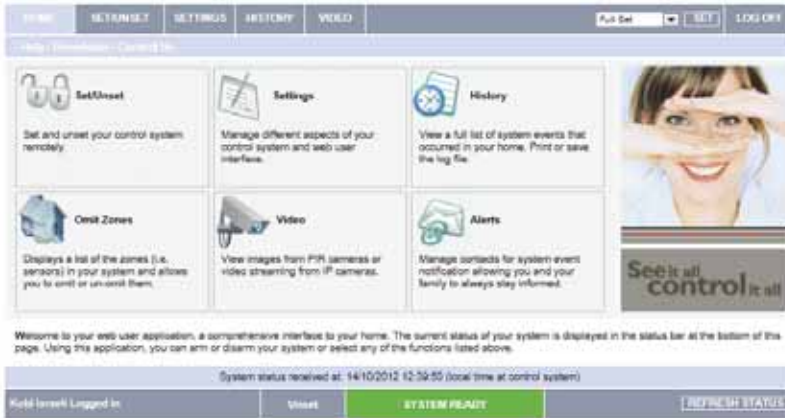 HOME SET/UNSET SETTINGS HISTORY VIDEO Full Set SET LOG OFF
Set/Unset
Set and unset your control system
remotely.
Settings
Manage different aspects of your
control system and web user
interface.
History
View a full list of system events that
occurred in your home. Print or save
the log file.
Omit Zones
Displays a list of the zones (i.e.
sensors) in your system and allows
you to omit or un-omit them.
Video
View images from PIR cameras or
video streaming from IP cameras.
Alerts
Manage contacts for system event
notification allowing you and your
family to always stay informed.
See it all
control it all
Welcome to your web user application, a comprehensive interface to your home. The current status of your system is displayed in the status bar at the bottom of this
page. Using this application, you can arm or disarm your system or select any of the functions listed above.
System status received at: 14/10/2012 12:39:50 (local time at control system)
Logged in Unset SYSTEM READY REFRESH STATUS